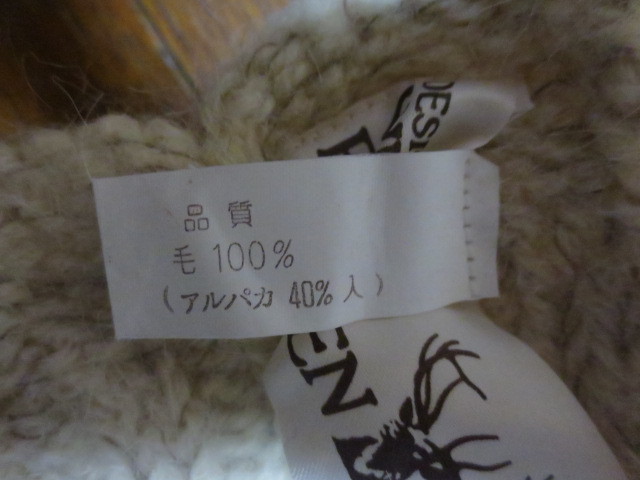 品質
毛 100%
(アルパカ 40% 入)